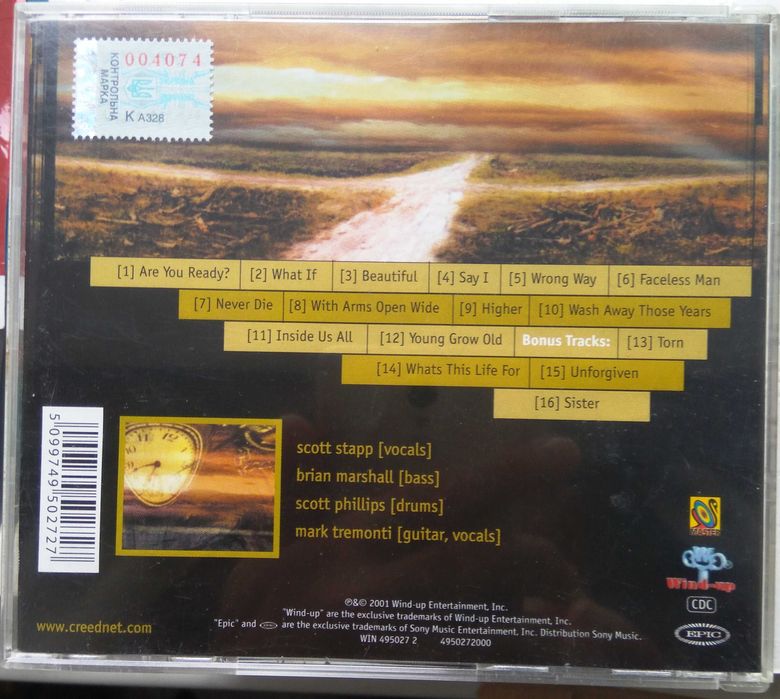 004074
КОНТРОЛЬНА
МАРКА
К А328
[1] Are You Ready? [2] What If [3] Beautiful [4] Say I [5] Wrong Way [6] Faceless Man
[7] Never Die [8] With Arms Open Wide [9] Higher [10] Wash Away Those Years
[11] Inside Us All [12] Young Grow Old Bonus Tracks: [13] Torn
[14] Whats This Life For [15] Unforgiven
[16] Sister
5099749502727
scott stapp [vocals]
brian marshall [bass]
scott phillips [drums]
mark tremonti [guitar, vocals]
MASTER
Wind-up
CDC
EPIC
www.creednet.com
℗&© 2001 Wind-up Entertainment, Inc.
"Wind-up" are the exclusive trademarks of Wind-up Entertainment, Inc.
"Epic" and are the exclusive trademarks of Sony Music Entertainment, Inc. Distribution Sony Music.
WIN 495027 2 4950272000